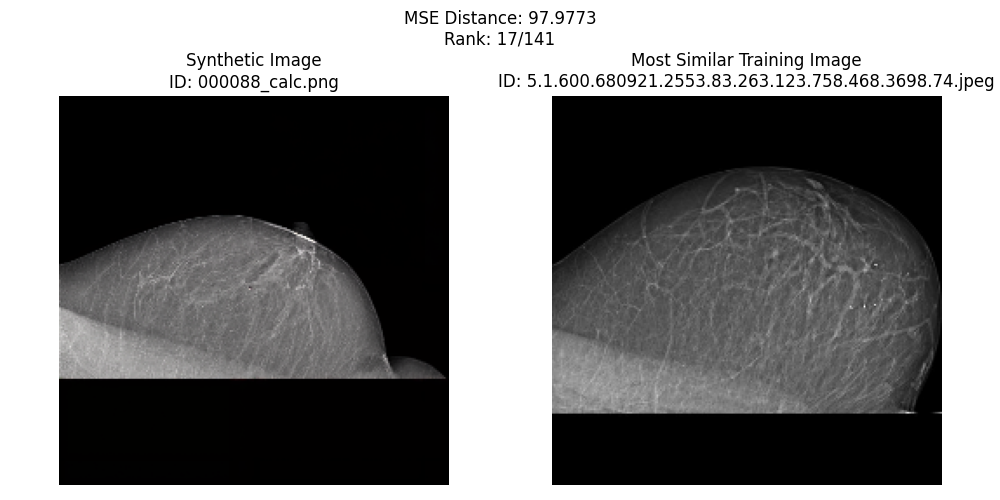 MSE Distance: 97.9773
Rank: 17/141
Synthetic Image
ID: 000088_calc.png
Most Similar Training Image
ID: 5.1.600.680921.2553.83.263.123.758.468.3698.74.jpeg